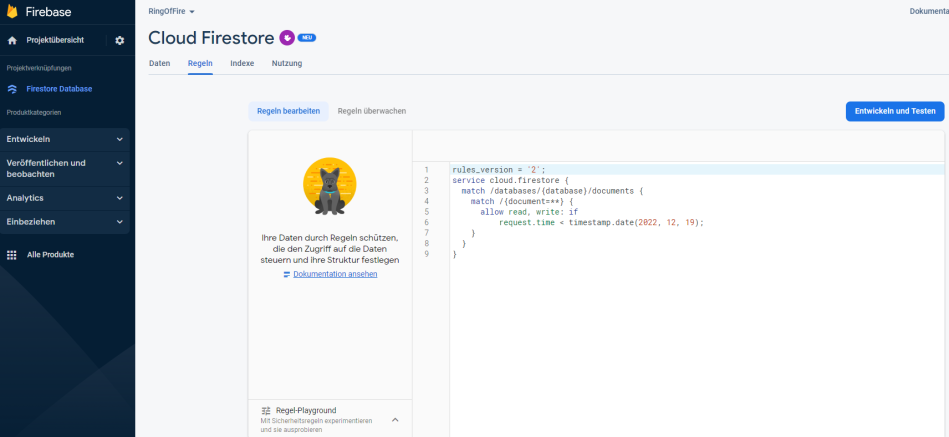 Firebase
RingOfFire
Dokumenta
Projektübersicht
Cloud Firestore
NEU
Projektverknüpfungen
Daten
Regeln
Indexe
Nutzung
Firestore Database
Produktkategorien
Regeln bearbeiten
Regeln überwachen
Entwickeln und Testen
Entwickeln
Veröffentlichen und
beobachten
Analytics
Einbeziehen
Alle Produkte
Ihre Daten durch Regeln schützen,
die den Zugriff auf die Daten
steuern und ihre Struktur festlegen
Dokumentation ansehen
Regel-Playground
Mit Sicherheitsregeln experimentieren
und sie ausprobieren
1 rules_version = '2';
2 service cloud.firestore {
3 match /databases/{database}/documents {
4 match /{document=**} {
5 allow read, write: if
6 request.time < timestamp.date(2022, 12, 19);
7 }
8 }
9 }